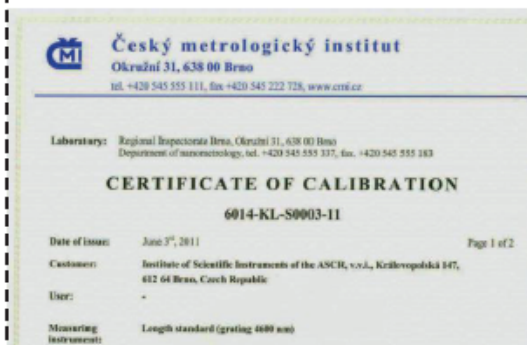 ČMI
Český metrologický institut
Okružní 31, 638 00 Brno
tel. +420 545 555 111, fax +420 545 222 728, www.cmi.cz
Laboratory: Regional Inspectorate Brno, Okružní 31, 638 00 Brno
Department of nanometrology, tel. +420 545 555 337, fax. +420 545 555 183
CERTIFICATE OF CALIBRATION
6014-KL-S0003-11
Date of issue: June 3rd, 2011 Page 1 of 2
Customer: Institute of Scientific Instruments of the ASCR, v.v.i., Královopolská 147,
612 64 Brno, Czech Republic
User: -
Measuring instrument: Length standard (grating 4600 nm)